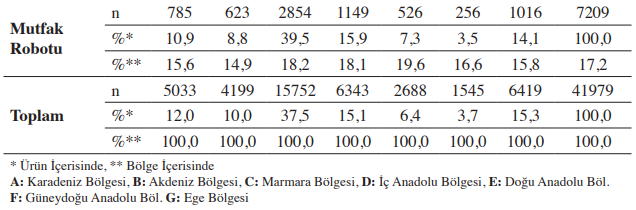 n 785 623 2854 1149 526 256 1016 7209
Mutfak Robotu %* 10,9 8,8 39,5 15,9 7,3 3,5 14,1 100,0
%** 15,6 14,9 18,2 18,1 19,6 16,6 15,8 17,2
n 5033 4199 15752 6343 2688 1545 6419 41979
Toplam %* 12,0 10,0 37,5 15,1 6,4 3,7 15,3 100,0
%** 100,0 100,0 100,0 100,0 100,0 100,0 100,0 100,0
* Ürün İçerisinde, ** Bölge İçerisinde
A: Karadeniz Bölgesi, B: Akdeniz Bölgesi, C: Marmara Bölgesi, D: İç Anadolu Bölgesi, E: Doğu Anadolu Böl.
F: Güneydoğu Anadolu Böl. G: Ege Bölgesi